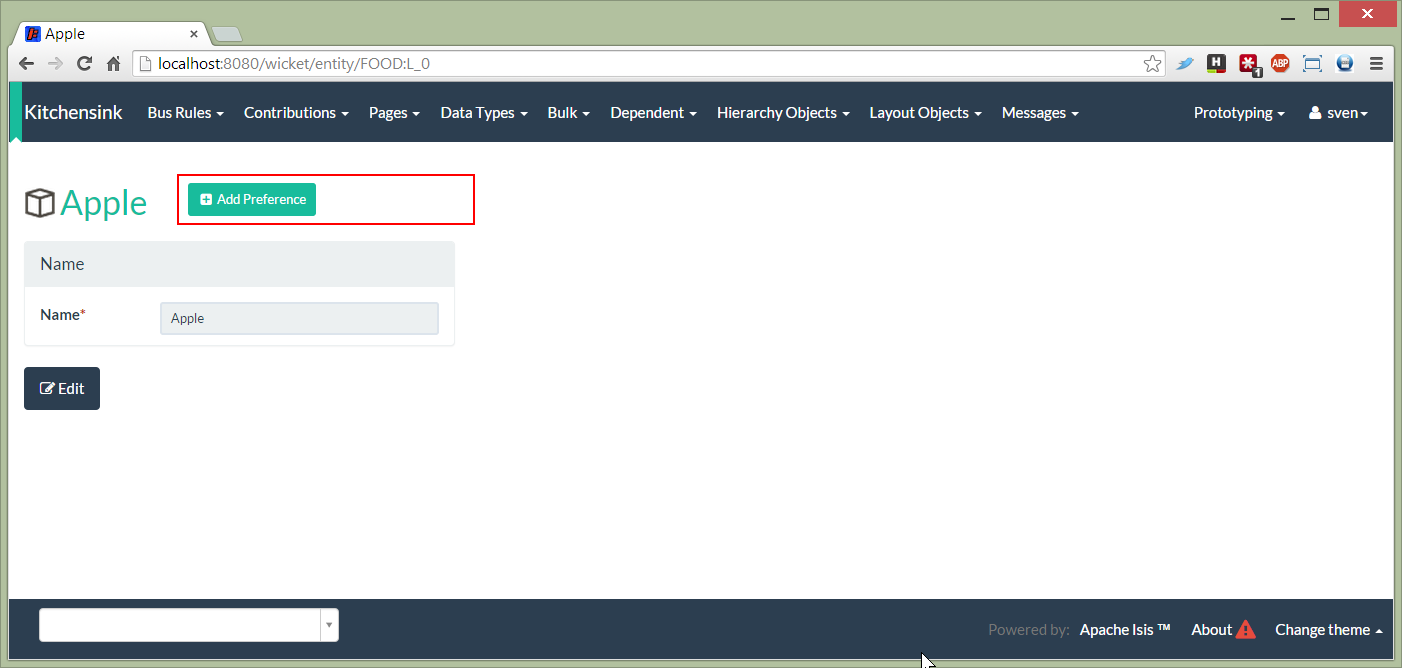 Apple
localhost:8080/wicket/entity/FOOD:L_0
H
1
ABP
Kitchensink Bus Rules Contributions Pages Data Types Bulk Dependent Hierarchy Objects Layout Objects Messages Prototyping sven
Apple Add Preference
Name
Name* Apple
Edit
Powered by: Apache Isis ™ About Change theme